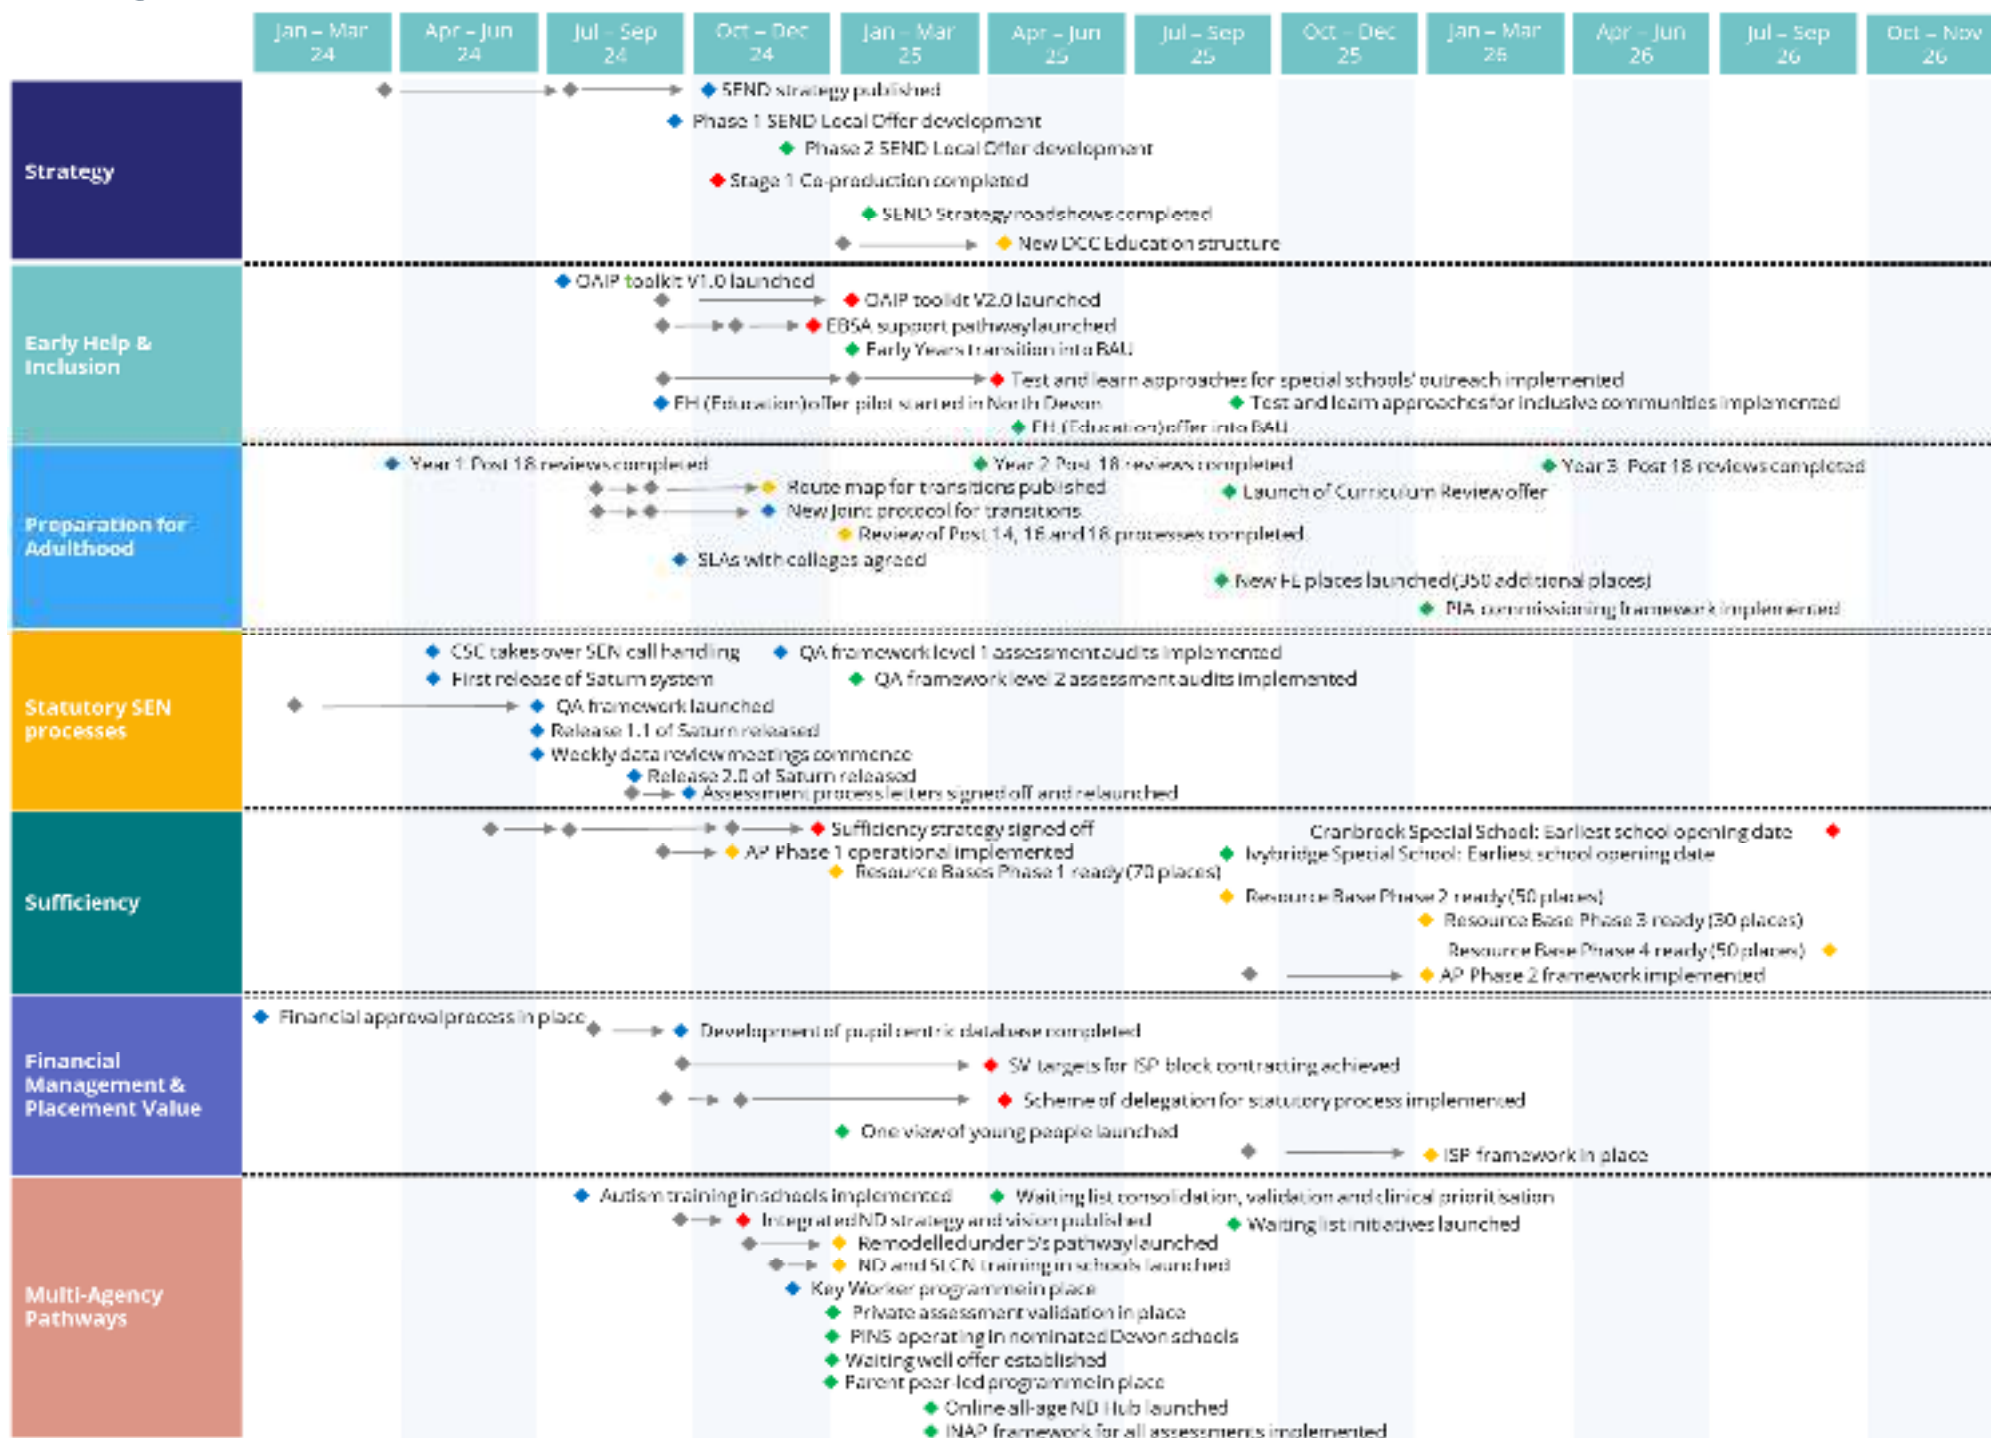 Jan – Mar
24
Apr – Jun
24
Jul – Sep
24
Oct – Dec
24
Jan – Mar
25
Apr – Jun
25
Jul – Sep
25
Oct – Dec
25
Jan – Mar
26
Apr – Jun
26
Jul – Sep
26
Oct – Nov
26
Strategy
SEND strategy published
Phase 1 SEND Local Offer development
Phase 2 SEND Local Offer development
Stage 1 Co-production completed
SEND Strategy roadshows completed
New DCC Education structure
Early Help &
Inclusion
OAIP toolkit V1.0 launched
OAIP toolkit V2.0 launched
EBSA support pathway launched
Early Years transition into BAU
Test and learn approaches for special schools' outreach implemented
EH (Education) offer pilot started in North Devon
Test and learn approaches for inclusive communities implemented
EH (Education) offer into BAU
Preparation for
Adulthood
Year 1 Post 18 reviews completed
Year 2 Post 18 reviews completed
Year 3 Post 18 reviews completed
Route map for transitions published
Launch of Curriculum Review offer
New Joint protocol for transitions
Review of Post 14, 16 and 18 processes completed
SLAs with colleges agreed
New FE places launched (350 additional places)
PfA commissioning framework implemented
Statutory SEN
processes
CSC takes over SEN call handling
QA framework level 1 assessment audits implemented
First release of Saturn system
QA framework level 2 assessment audits implemented
QA framework launched
Release 1.1 of Saturn released
Weekly data review meetings commence
Release 2.0 of Saturn released
Assessment process letters signed off and relaunched
Sufficiency
Sufficiency strategy signed off
Cranbrook Special School: Earliest school opening date
AP Phase 1 operational implemented
Ivybridge Special School: Earliest school opening date
Resource Bases Phase 1 ready (70 places)
Resource Base Phase 2 ready (50 places)
Resource Base Phase 3 ready (30 places)
Resource Base Phase 4 ready (50 places)
AP Phase 2 framework implemented
Financial
Management &
Placement Value
Financial approval process in place
Development of pupil centric database completed
SV targets for ISP block contracting achieved
Scheme of delegation for statutory process implemented
One view of young people launched
ISP framework in place
Multi-Agency
Pathways
Autism training in schools implemented
Waiting list consolidation, validation and clinical prioritisation
Integrated ND strategy and vision published
Waiting list initiatives launched
Remodelled under 5's pathway launched
ND and SLCN training in schools launched
Key Worker programme in place
Private assessment validation in place
PINS operating in nominated Devon schools
Waiting well offer established
Parent peer-led programme in place
Online all-age ND Hub launched
INAP framework for all assessments implemented